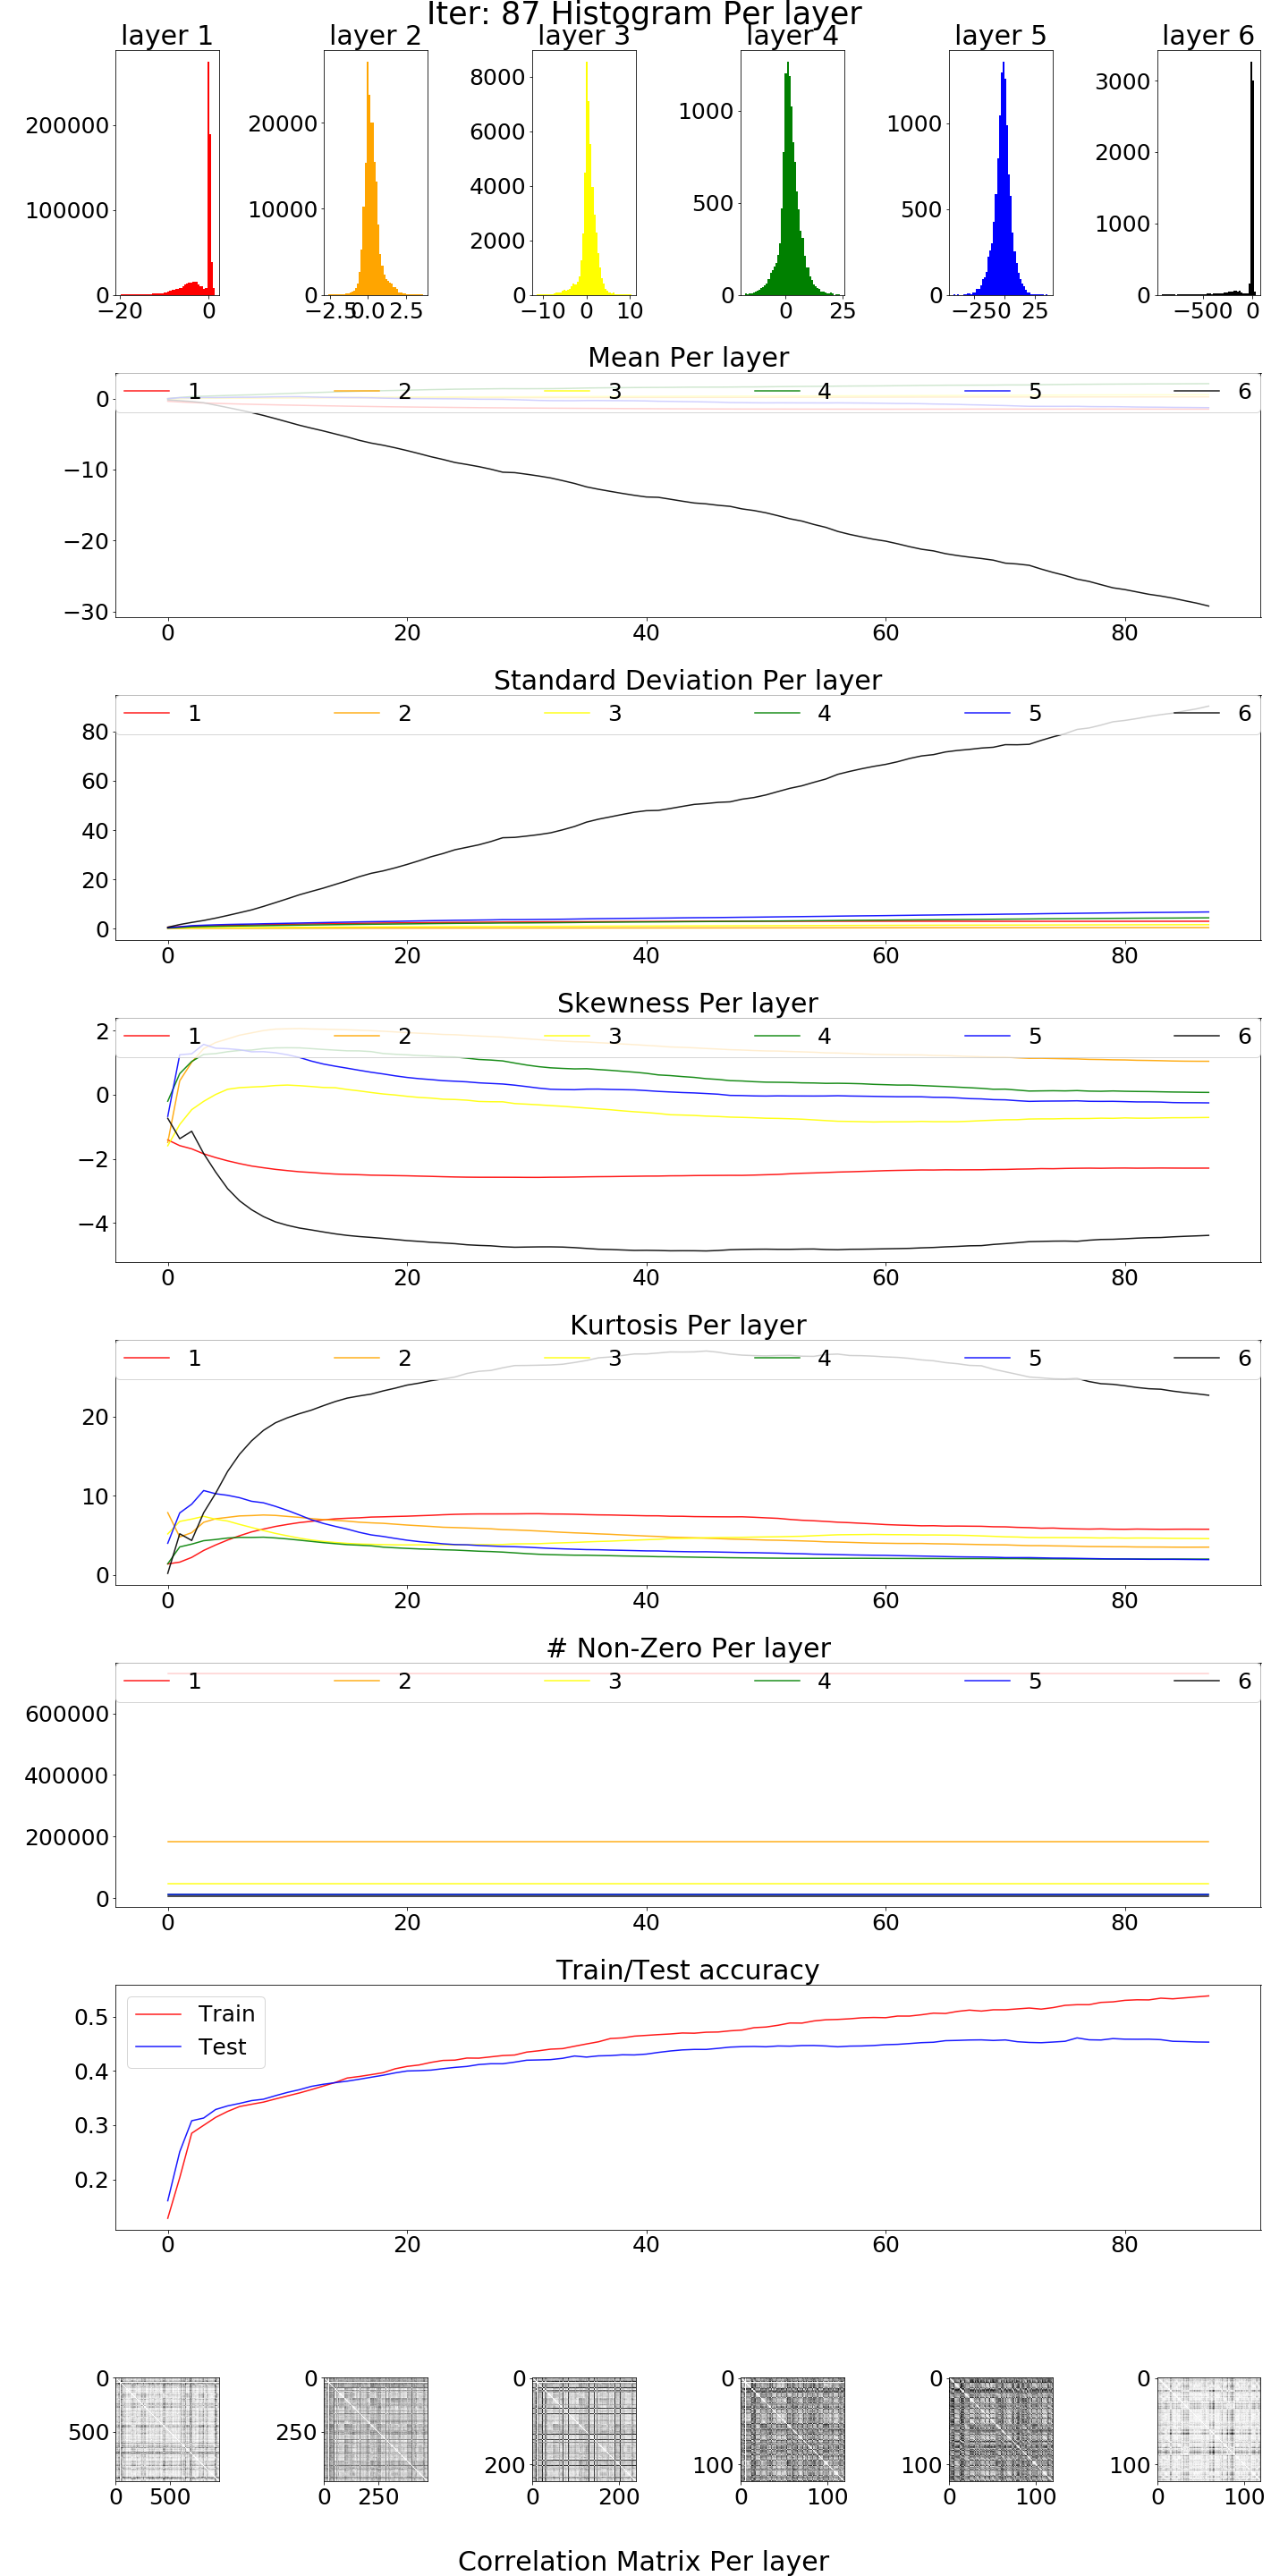 Iter: 87 Histogram Per layer
layer 1 layer 2 layer 3 layer 4 layer 5 layer 6
200000 100000 0 −20 0
20000 10000 0 −2.5 0.0 2.5
8000 6000 4000 2000 0 −10 0 10
1000 500 0 0 25
1000 500 0 −25 0 25
3000 2000 1000 0 −500 0
Mean Per layer
1 2 3 4 5 6
0
−10
−20
−30
0 20 40 60 80
Standard Deviation Per layer
1 2 3 4 5 6
80
60
40
20
0
0 20 40 60 80
Skewness Per layer
1 2 3 4 5 6
2
0
−2
−4
0 20 40 60 80
Kurtosis Per layer
1 2 3 4 5 6
20
10
0
0 20 40 60 80
# Non-Zero Per layer
1 2 3 4 5 6
600000
400000
200000
0
0 20 40 60 80
Train/Test accuracy
Train
Test
0.5
0.4
0.3
0.2
0 20 40 60 80
0 500 0 500
0 250 0 250
0 200 0 200
0 100 0 100
0 100 0 100
0 100 0 100
Correlation Matrix Per layer